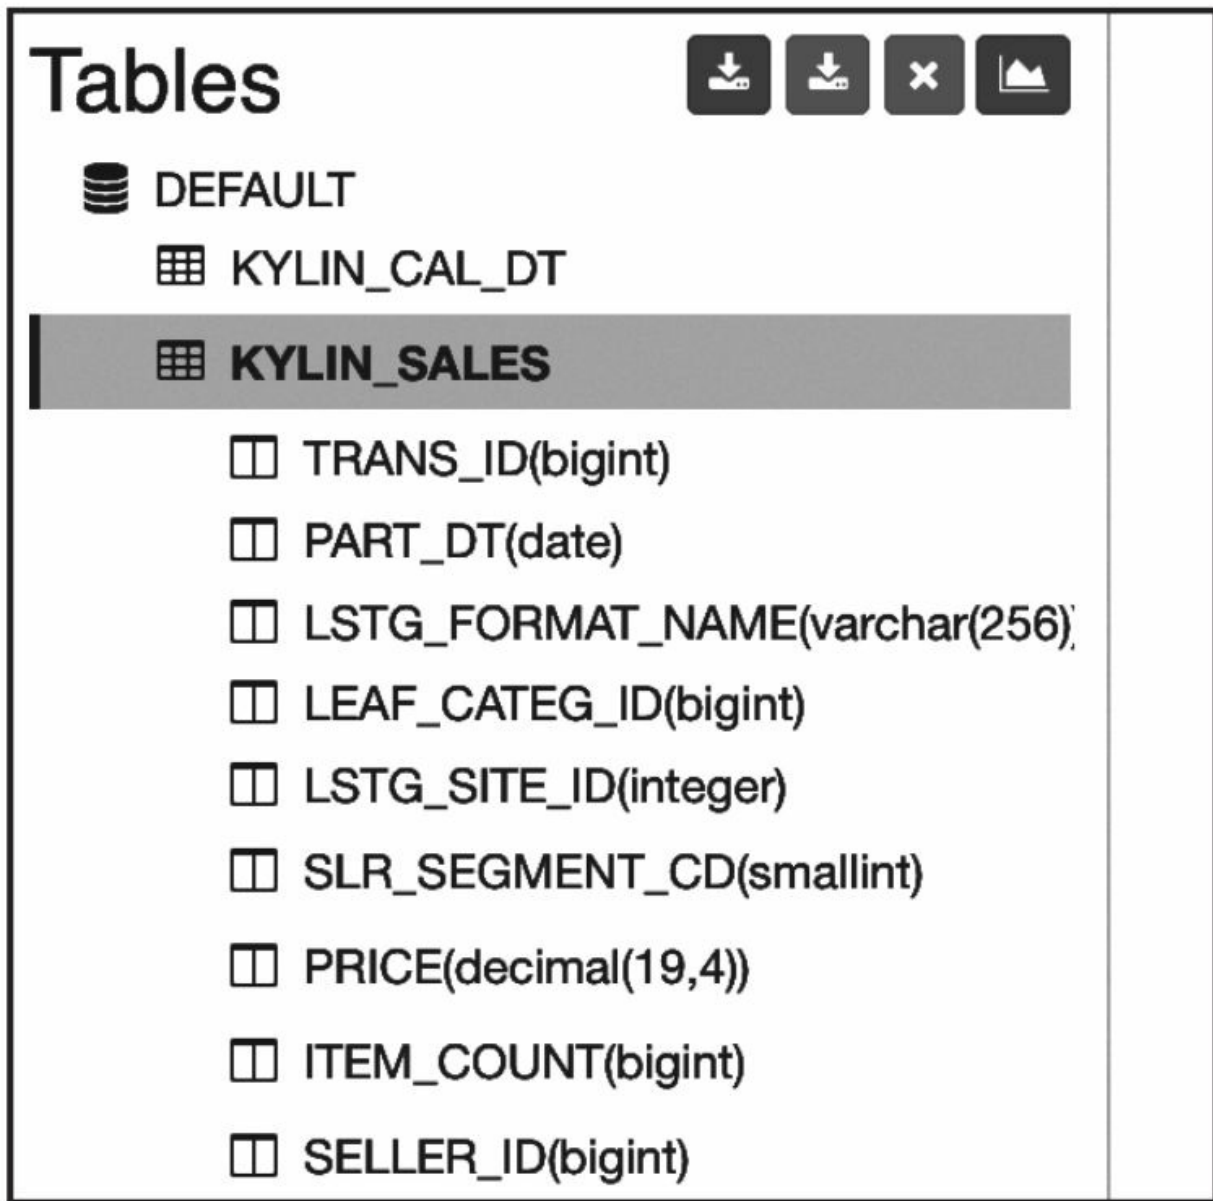 Tables
DEFAULT
KYLIN_CAL_DT
KYLIN_SALES
TRANS_ID(bigint)
PART_DT(date)
LSTG_FORMAT_NAME(varchar(256))
LEAF_CATEG_ID(bigint)
LSTG_SITE_ID(integer)
SLR_SEGMENT_CD(smallint)
PRICE(decimal(19,4))
ITEM_COUNT(bigint)
SELLER_ID(bigint)